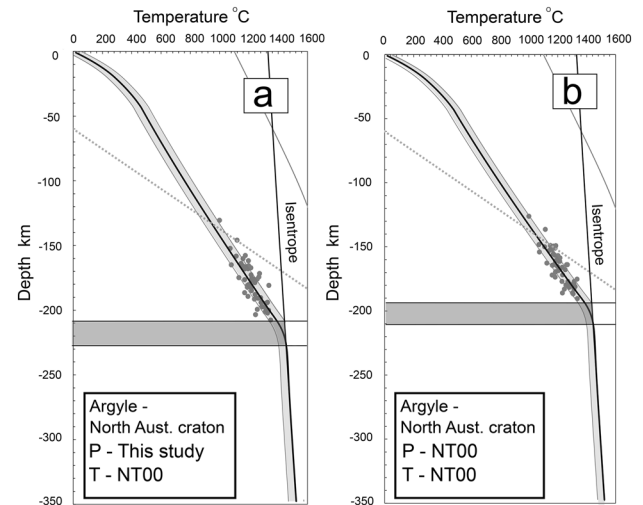 Temperature °C
0 200 400 600 800 1000 1200 1400 1600
0
-50
-100
-150
-200
-250
-300
-350
Depth km
a
Isentrope
Argyle -
North Aust. craton
P - This study
T - NT00
Temperature °C
0 200 400 600 800 1000 1200 1400 1600
0
-50
-100
-150
-200
-250
-300
-350
Depth km
b
Isentrope
Argyle -
North Aust. craton
P - NT00
T - NT00